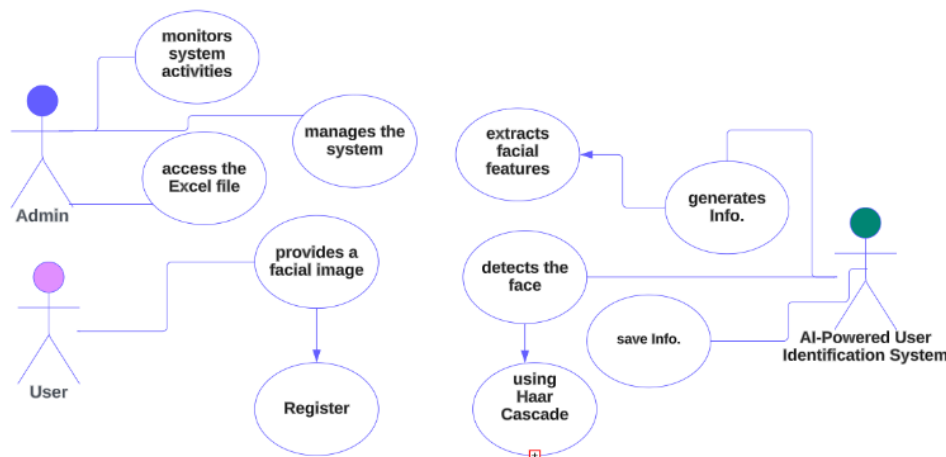 monitors
system
activities
manages the
system
access the
Excel file
Admin
provides a
facial image
User
Register
extracts
facial
features
generates
Info.
detects the
face
save Info.
AI-Powered User
Identification System
using
Haar
Cascade